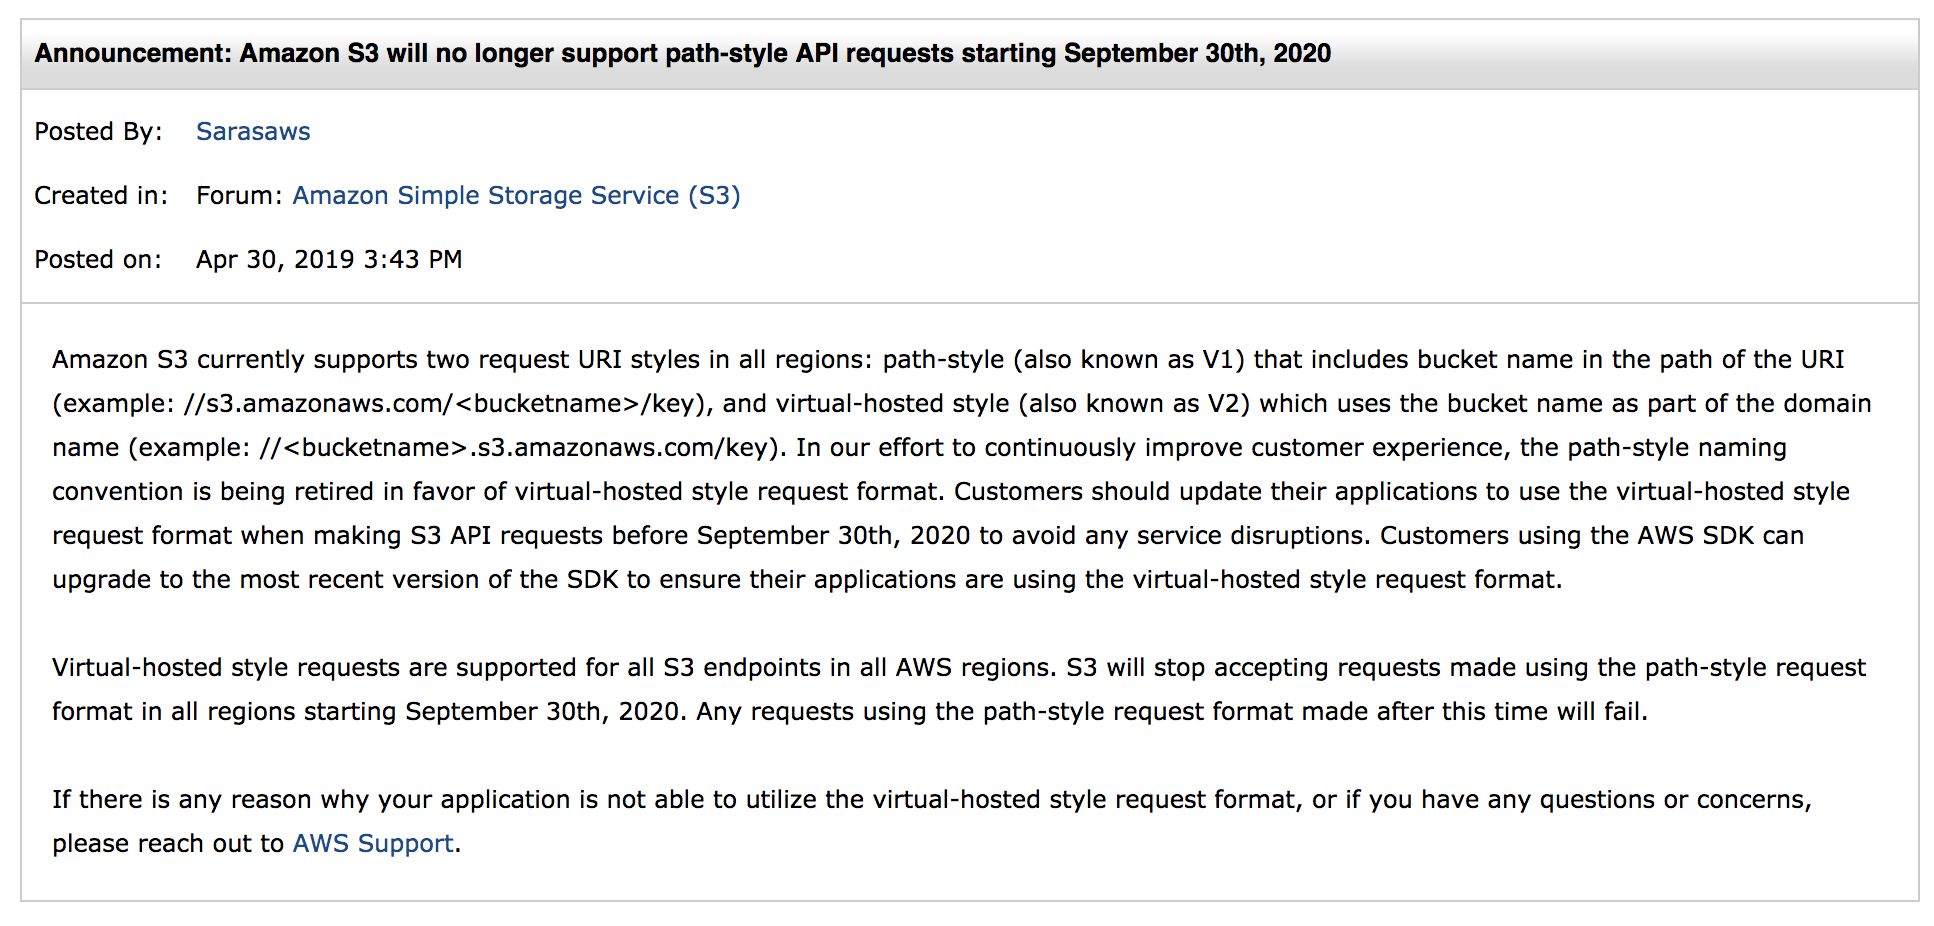 Announcement: Amazon S3 will no longer support path-style API requests starting September 30th, 2020
Posted By: Sarasaws
Created in: Forum: Amazon Simple Storage Service (S3)
Posted on: Apr 30, 2019 3:43 PM
Amazon S3 currently supports two request URI styles in all regions: path-style (also known as V1) that includes bucket name in the path of the URI
(example: //s3.amazonaws.com/<bucketname>/key), and virtual-hosted style (also known as V2) which uses the bucket name as part of the domain
name (example: //<bucketname>.s3.amazonaws.com/key). In our effort to continuously improve customer experience, the path-style naming
convention is being retired in favor of virtual-hosted style request format. Customers should update their applications to use the virtual-hosted style
request format when making S3 API requests before September 30th, 2020 to avoid any service disruptions. Customers using the AWS SDK can
upgrade to the most recent version of the SDK to ensure their applications are using the virtual-hosted style request format.
Virtual-hosted style requests are supported for all S3 endpoints in all AWS regions. S3 will stop accepting requests made using the path-style request
format in all regions starting September 30th, 2020. Any requests using the path-style request format made after this time will fail.
If there is any reason why your application is not able to utilize the virtual-hosted style request format, or if you have any questions or concerns,
please reach out to AWS Support.